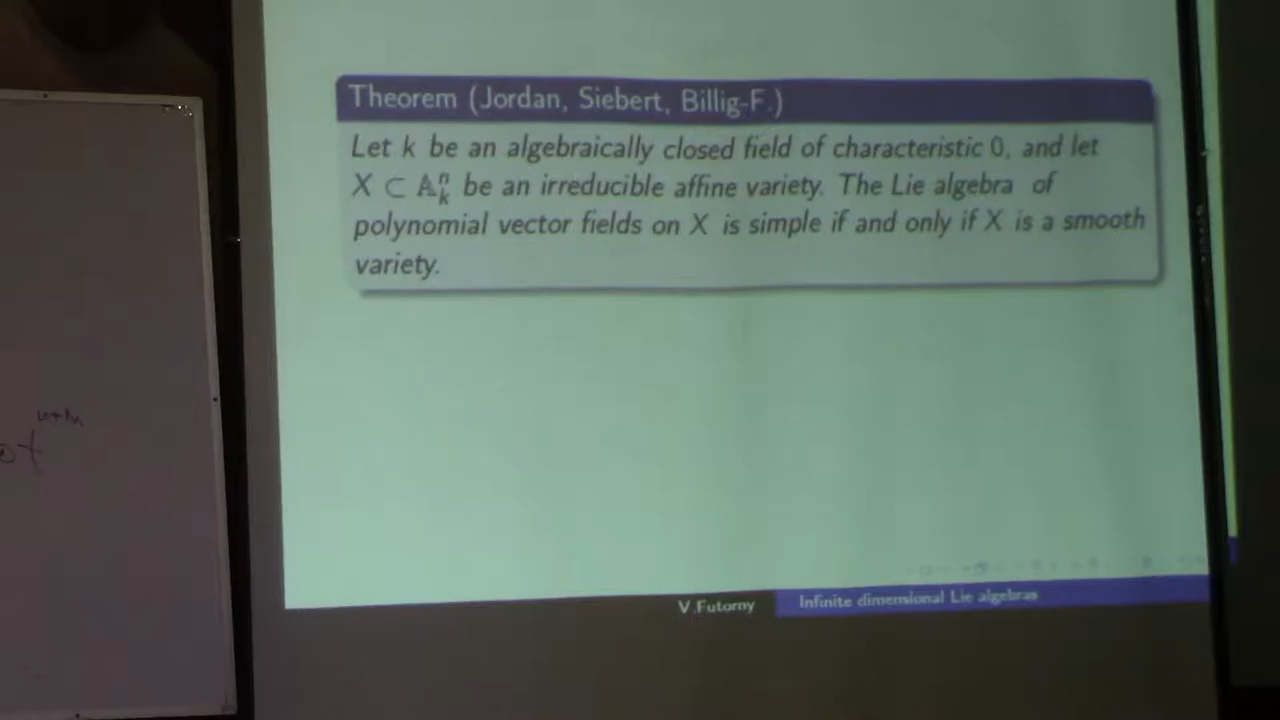 Theorem (Jordan, Siebert, Billig-F.)
Let k be an algebraically closed field of characteristic 0, and let
X ⊂ 𝔸ⁿₖ be an irreducible affine variety. The Lie algebra of
polynomial vector fields on X is simple if and only if X is a smooth
variety.
V.Futorny Infinite dimensional Lie algebras